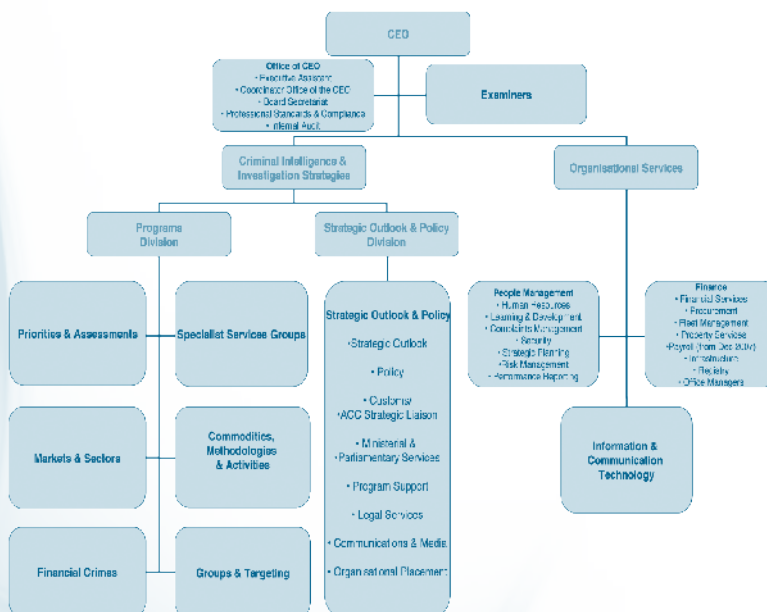 CEO
Office of CEO
• Executive Assistant
• Coordinator Office of the CEO
• Board Secretariat
• Professional Standards & Compliance
• Internal Audit
Examiners
Criminal Intelligence &
Investigation Strategies
Organisational Services
Programs
Division
Strategic Outlook & Policy
Division
Priorities & Assessments
Specialist Services Groups
Markets & Sectors
Commodities,
Methodologies
& Activities
Financial Crimes
Groups & Targeting
Strategic Outlook & Policy
•Strategic Outlook
• Policy
• Customs/
•ACC Strategic Liaison
• Ministerial &
•Parliamentary Services
• Program Support
• Legal Services
• Communications & Media
• Organisational Placement
People Management
• Human Resources
• Learning & Development
• Complaints Management
• Security
• Strategic Planning
•Risk Management
• Performance Reporting
Finance
• Financial Services
• Procurement
• Fleet Management
• Property Services
•Payroll (from Dec 2007)
• Infrastructure
• Registry
• Office Managers
Information &
Communication
Technology